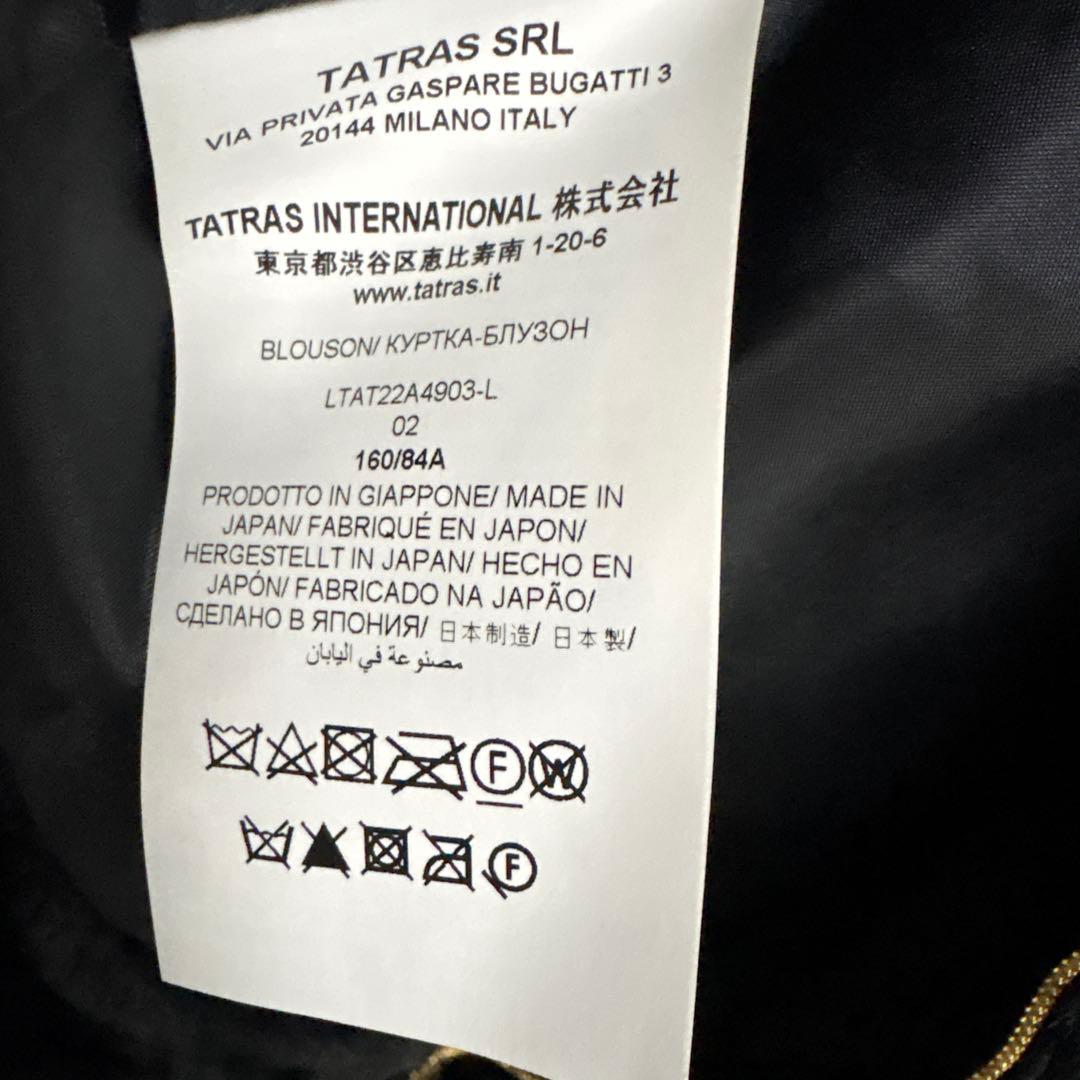 TATRAS SRL
VIA PRIVATA GASPARE BUGATTI 3
20144 MILANO ITALY
TATRAS INTERNATIONAL 株式会社
東京都渋谷区恵比寿南 1-20-6
www.tatras.it
BLOUSON/ КУРТКА-БЛУЗОН
LTAT22A4903-L
02
160/84A
PRODOTTO IN GIAPPONE/ MADE IN
JAPAN/ FABRIQUÉ EN JAPON/
HERGESTELLT IN JAPAN/ HECHO EN
JAPÓN/ FABRICADO NA JAPÃO/
СДЕЛАНО В ЯПОНИЯ/ 日本制造/ 日本製/
مصنوعة في اليابان
F W
F